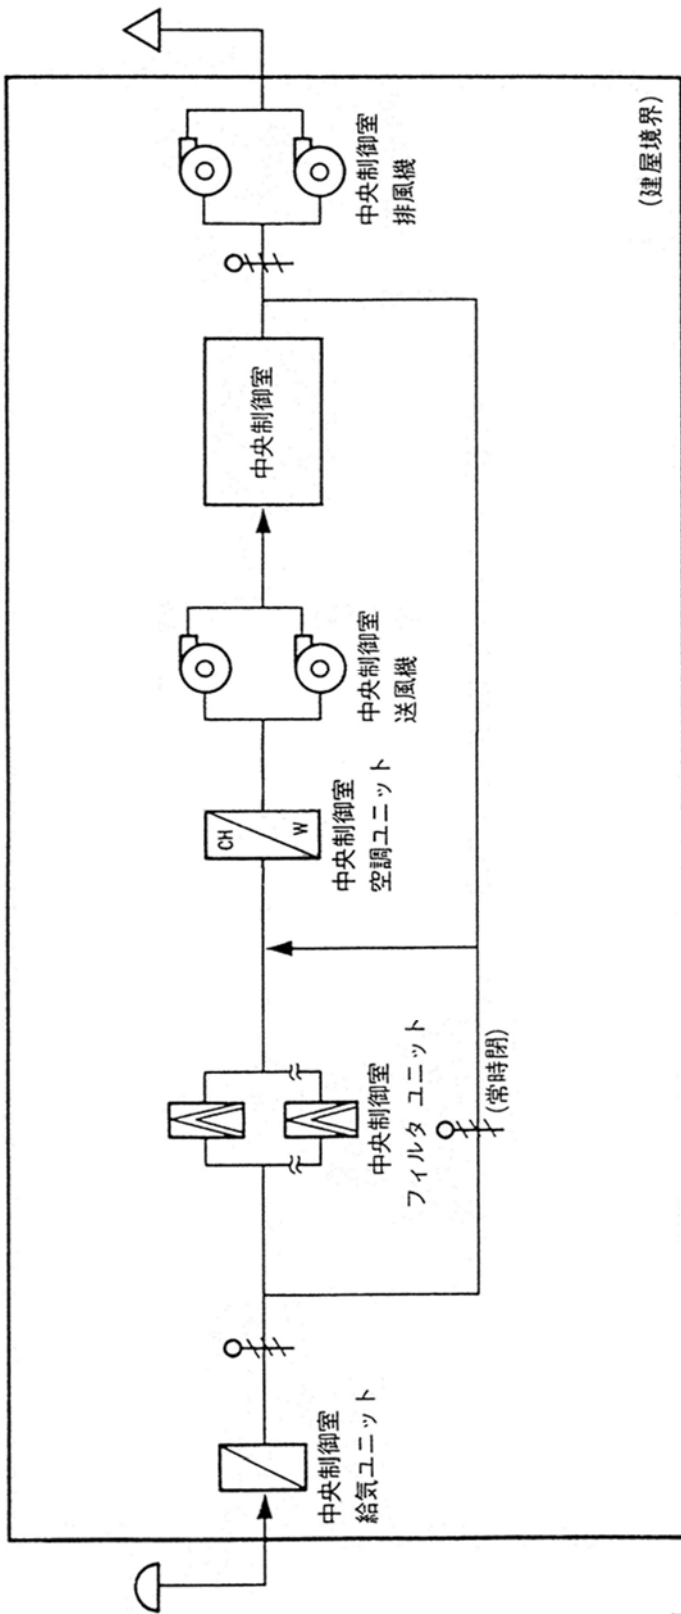 中央制御室
給気ユニット
中央制御室
フィルタ ユニット
(常時閉)
CH
W
中央制御室
空調ユニット
中央制御室
送風機
中央制御室
中央制御室
排風機
(建屋境界)